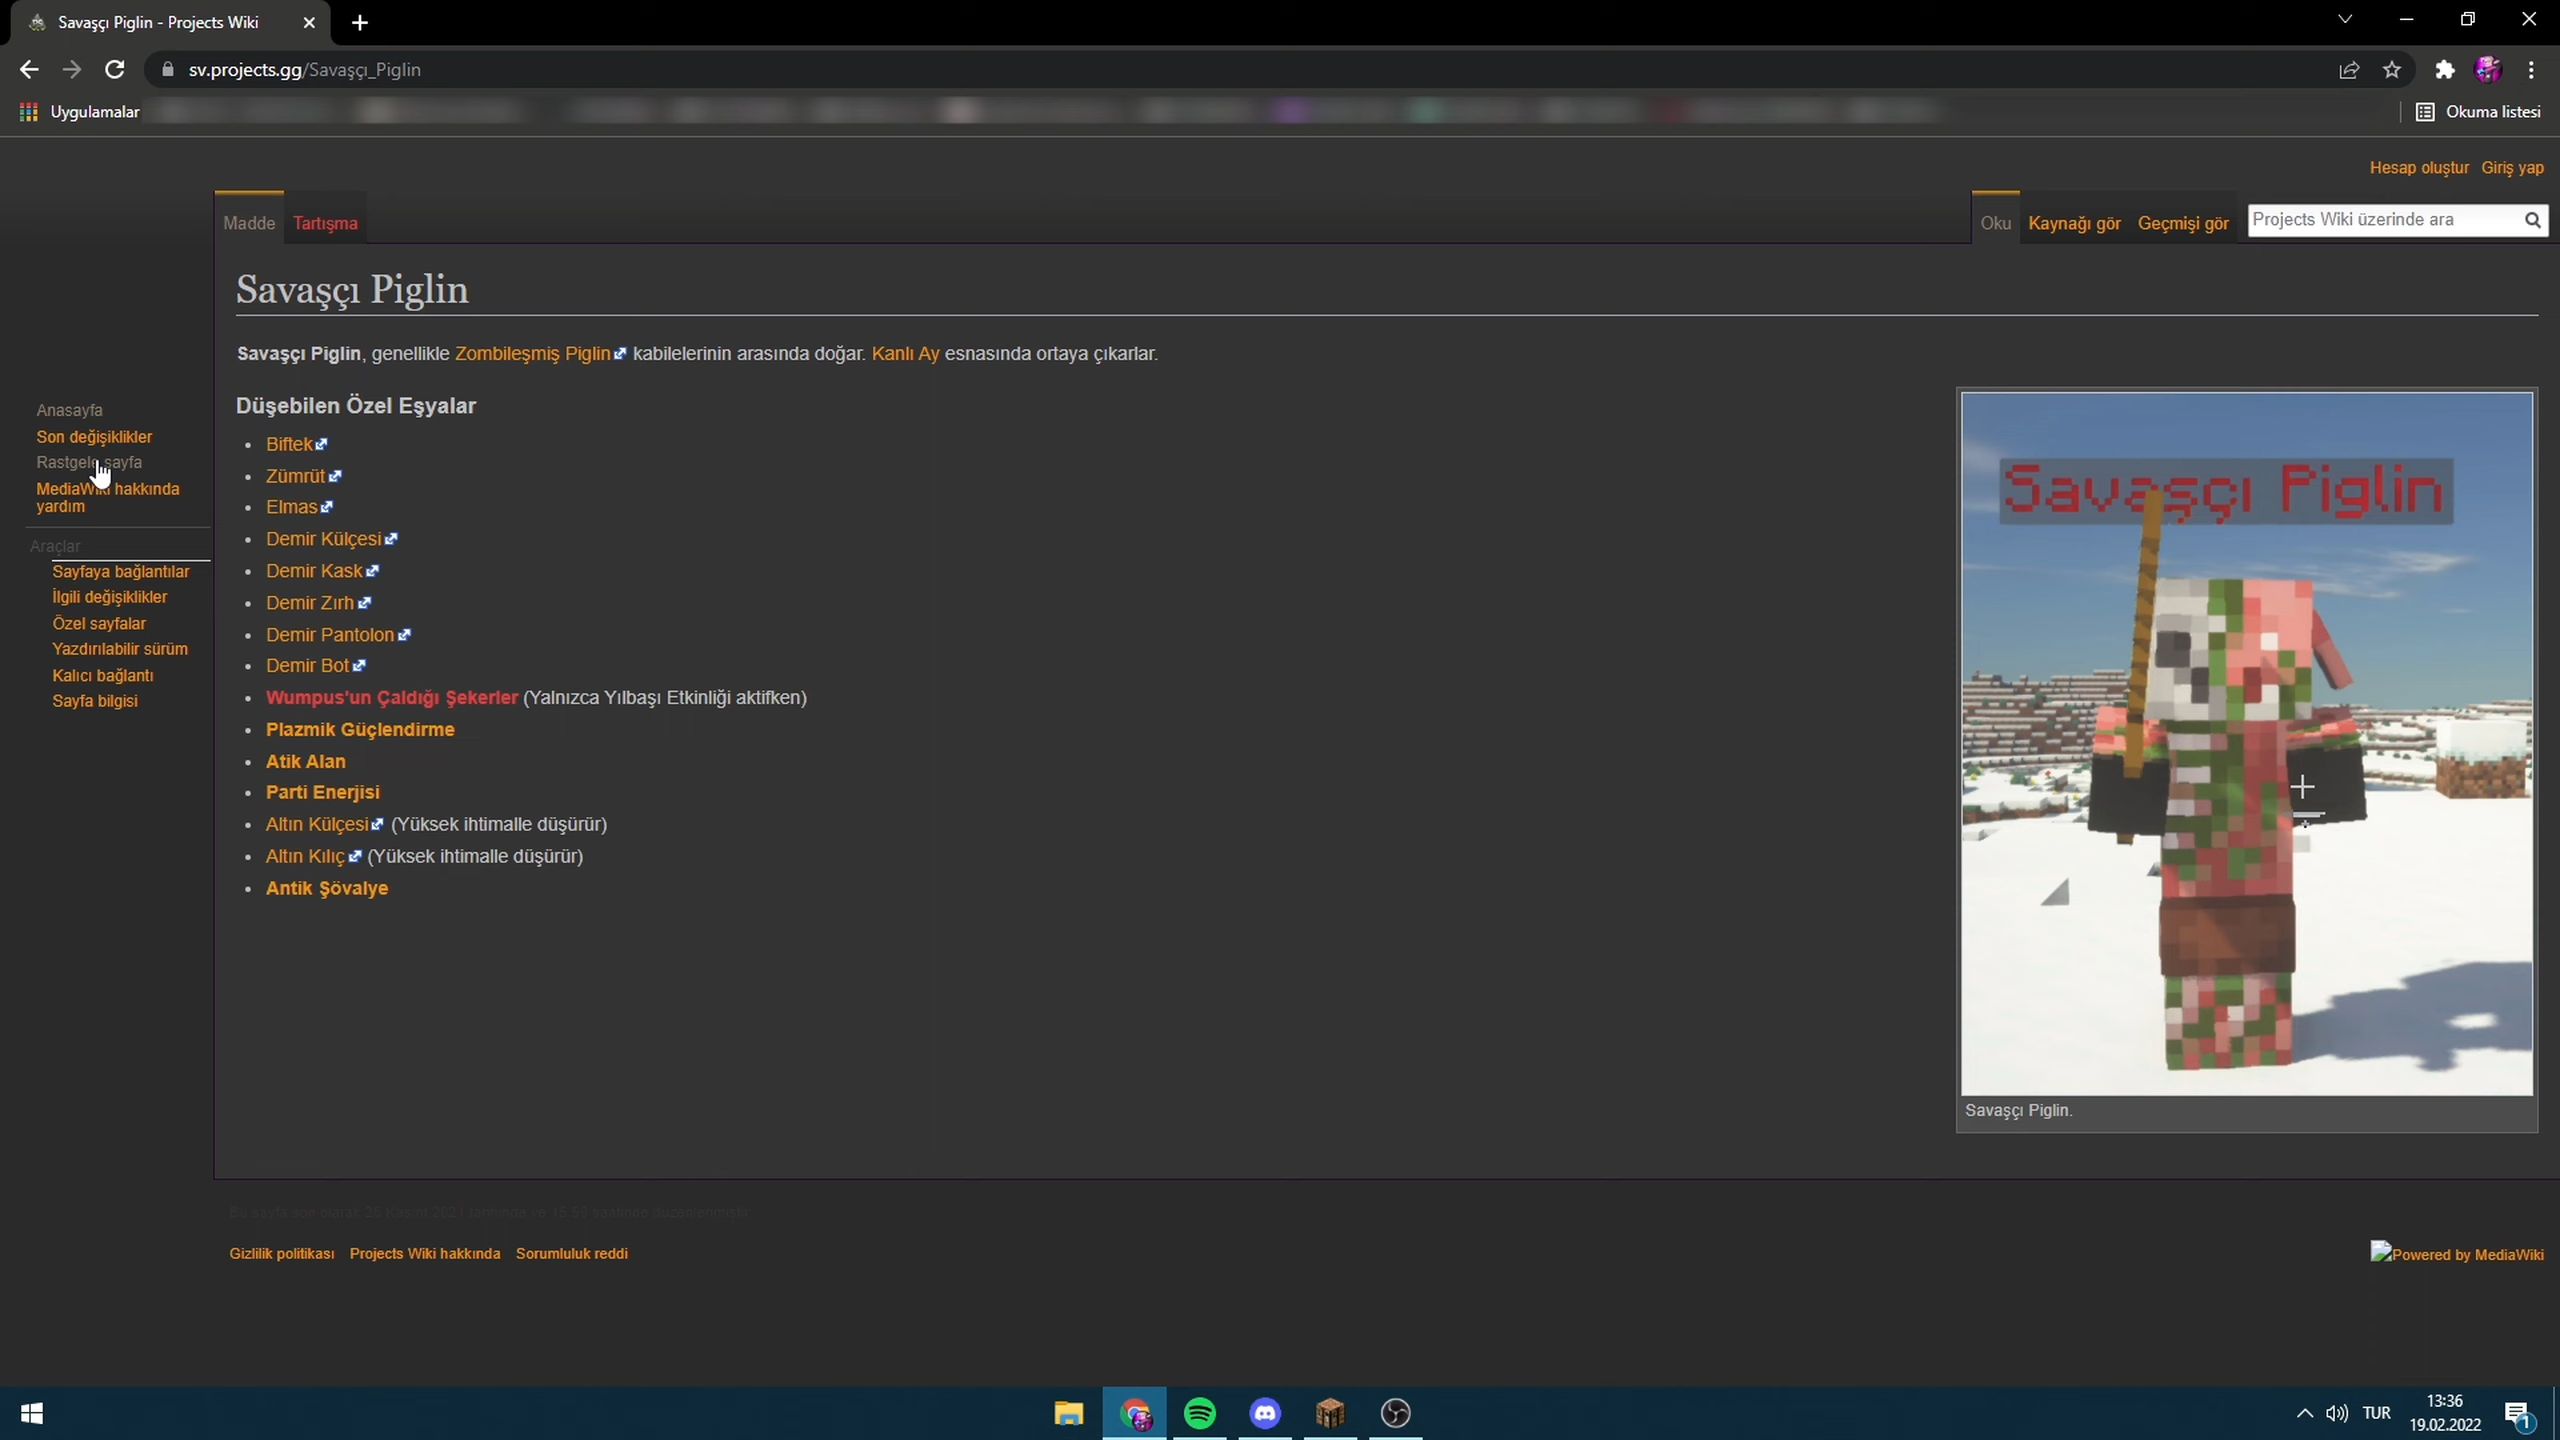 Savaşçı Piglin - Projects Wiki
sv.projects.gg/Savaşçı_Piglin
Uygulamalar
Okuma listesi
Hesap oluştur Giriş yap
Madde Tartışma
Oku Kaynağı gör Geçmişi gör Projects Wiki üzerinde ara
Savaşçı Piglin
Savaşçı Piglin, genellikle Zombileşmiş Piglin kabilelerinin arasında doğar. Kanlı Ay esnasında ortaya çıkarlar.
Anasayfa
Son değişiklikler
Rastgele sayfa
MediaWiki hakkında
yardım
Araçlar
Sayfaya bağlantılar
İlgili değişiklikler
Özel sayfalar
Yazdırılabilir sürüm
Kalıcı bağlantı
Sayfa bilgisi
Düşebilen Özel Eşyalar
Biftek
Zümrüt
Elmas
Demir Külçesi
Demir Kask
Demir Zırh
Demir Pantolon
Demir Bot
Wumpus'un Çaldığı Şekerler (Yalnızca Yılbaşı Etkinliği aktifken)
Plazmik Güçlendirme
Atik Alan
Parti Enerjisi
Altın Külçesi (Yüksek ihtimalle düşürür)
Altın Kılıç (Yüksek ihtimalle düşürür)
Antik Şövalye
Savaşçı Piglin
Savaşçı Piglin.
Gizlilik politikası Projects Wiki hakkında Sorumluluk reddi
Powered by MediaWiki
TUR
13:36
19.02.2022
1